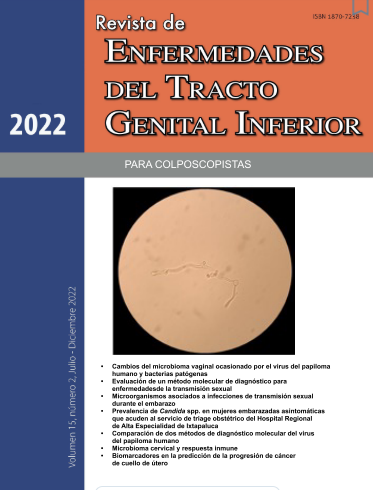 Revista de
ISBN 1870-7238
ENFERMEDADES
DEL TRACTO
2022
GENITAL INFERIOR
PARA COLPOSCOPISTAS
Volumen 15, número 2, Julio - Diciembre 2022
• Cambios del microbioma vaginal ocasionado por el virus del papiloma
humano y bacterias patógenas
• Evaluación de un método molecular de diagnóstico para
enfermedadesde la transmisión sexual
• Microorganismos asociados a infecciones de transmisión sexual
durante el embarazo
• Prevalencia de Candida spp. en mujeres embarazadas asintomáticas
que acuden al servicio de triage obstétrico del Hospital Regional
de Alta Especialidad de Ixtapaluca
• Comparación de dos métodos de diagnóstico molecular del virus
del papiloma humano
• Microbioma cervical y respuesta inmune
• Biomarcadores en la predicción de la progresión de cáncer
de cuello de útero